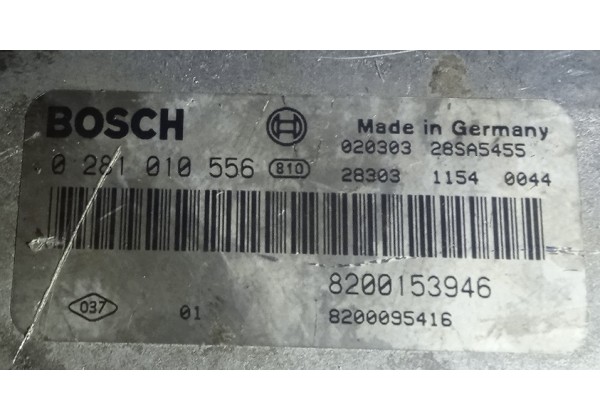 BOSCH
Made in Germany
020303 28SA5455
0 281 010 556 810
28303 1154 0044
8200153946
037 01 8200095416